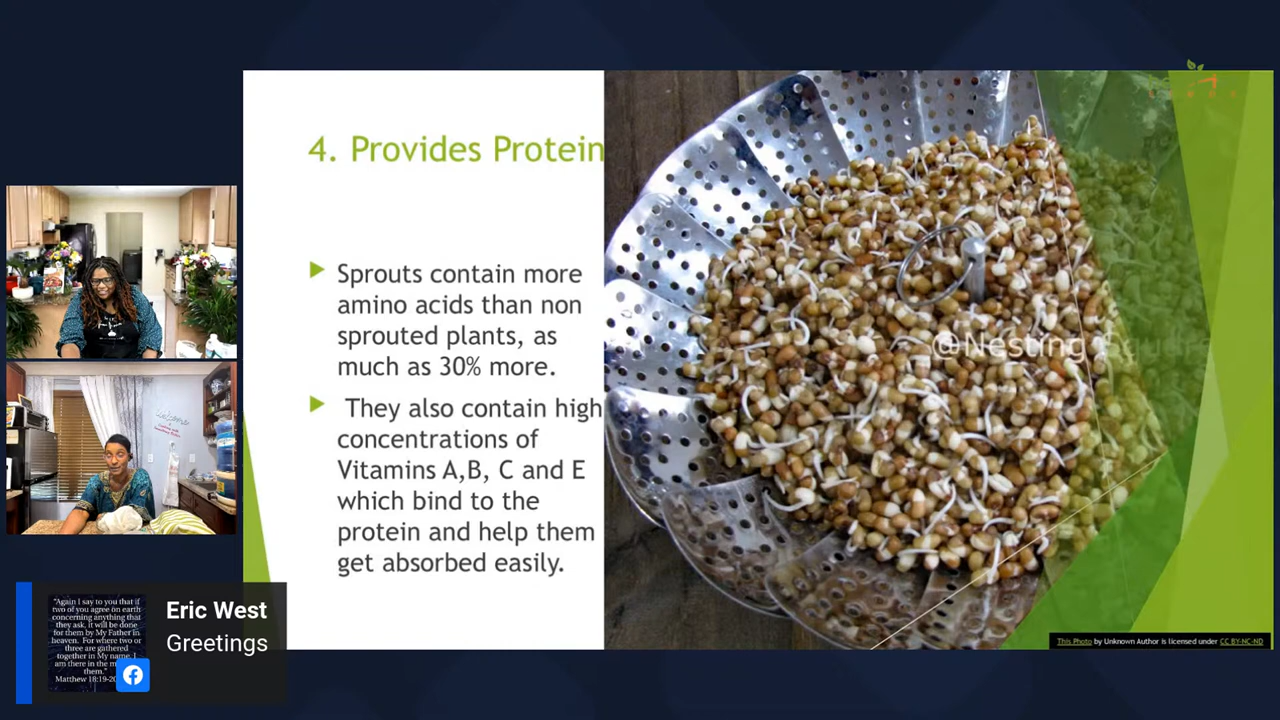 4. Provides Protein
Sprouts contain more
amino acids than non
sprouted plants, as
much as 30% more.
They also contain high
concentrations of
Vitamins A,B, C and E
which bind to the
protein and help them
get absorbed easily.
@Nesting Squdr
This Photo by Unknown Author is licensed under CC BY-NC-ND
Eric West
Greetings
"Again I say to you that if
two of you agree on earth
concerning anything that
they ask, it will be done
for them by My Father in
heaven. For where two or
three are gathered
together in My name, I
am there in the m
them."
Matthew 18:19-20